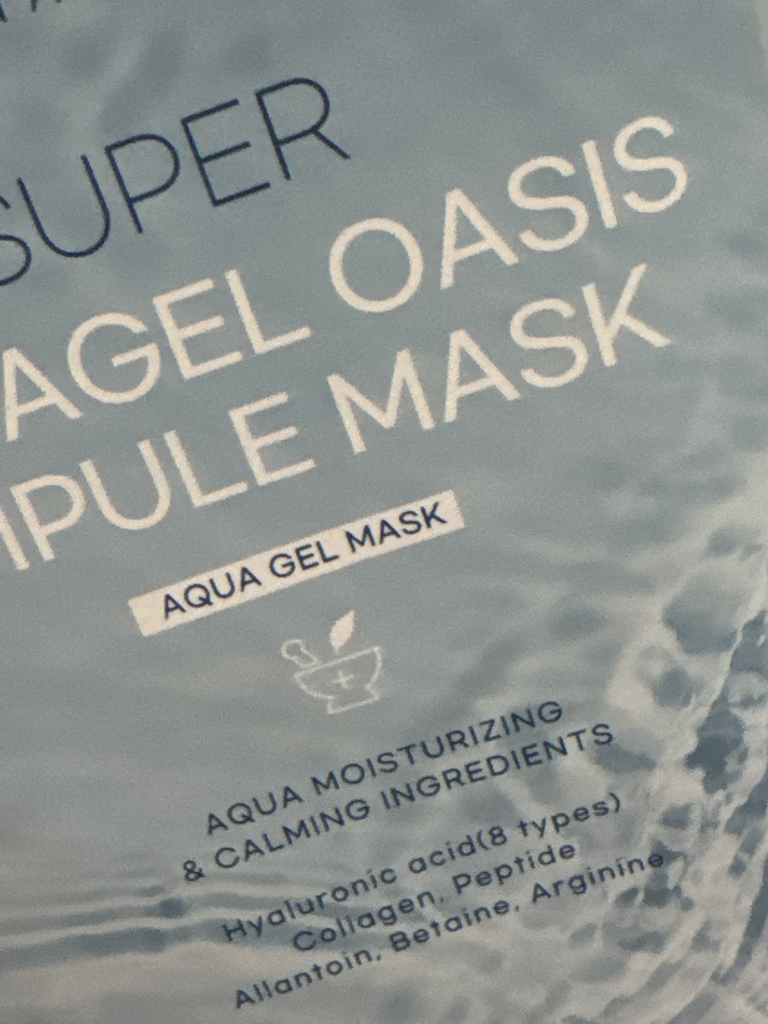 SUPER
AGEL OASIS
PULE MASK
AQUA GEL MASK
AQUA MOISTURIZING
& CALMING INGREDIENTS
Hyaluronic acid(8 types)
Collagen, Peptide
Allantoin, Betaine, Arginine